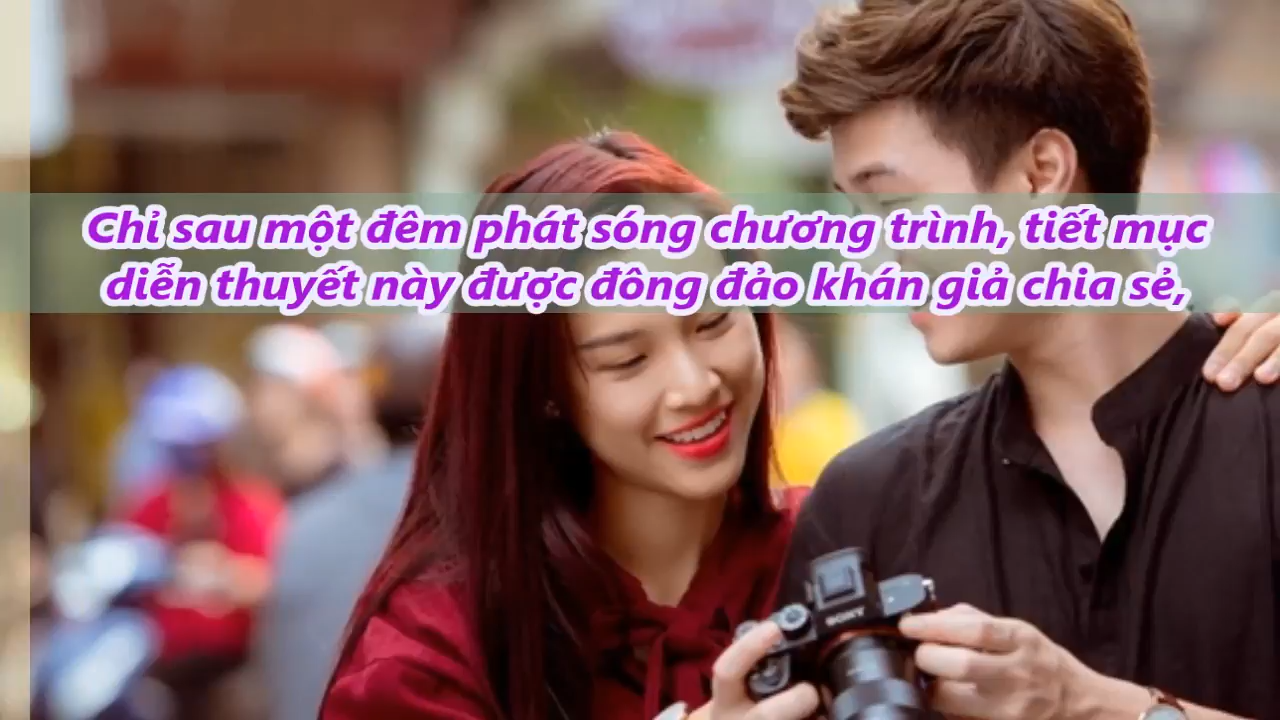 Chỉ sau một đêm phát sóng chương trình, tiết mục
diễn thuyết này được đông đảo khán giả chia sẻ,
SONY